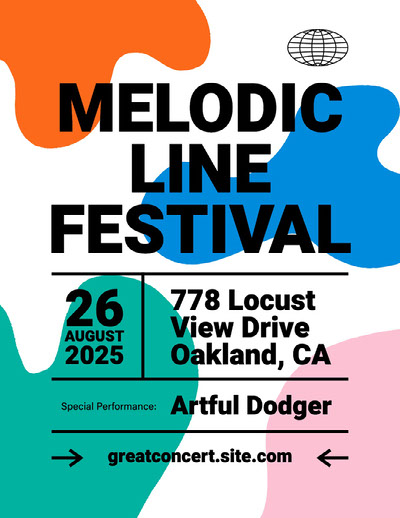 MELODIC
LINE
FESTIVAL
26
AUGUST
2025
778 Locust
View Drive
Oakland, CA
Special Performance:
Artful Dodger
greatconcert.site.com